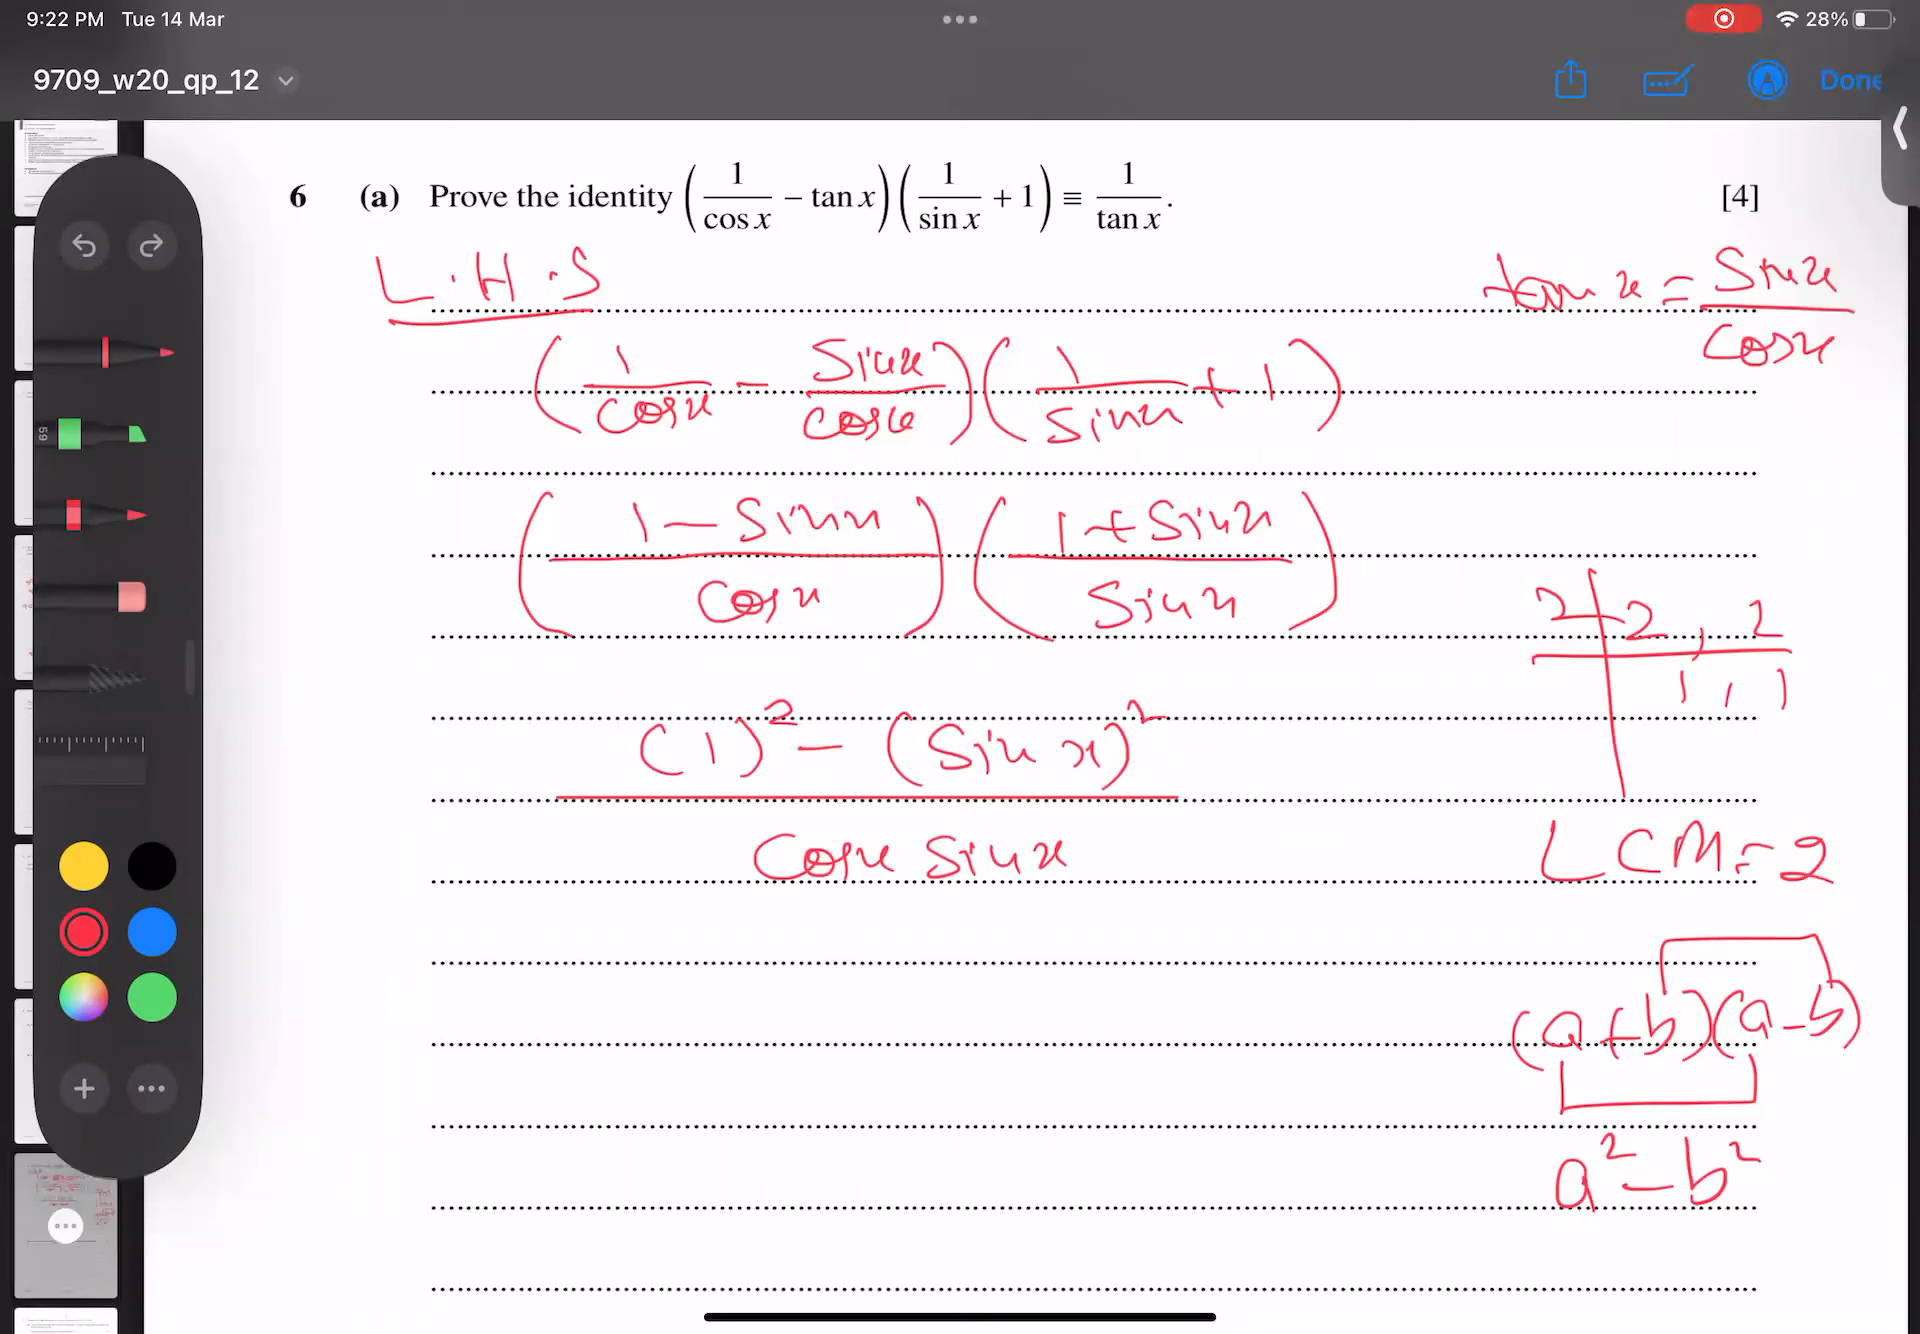 9:22 PM Tue 14 Mar
28%
9709_w20_qp_12
Done
6 (a) Prove the identity (1/cos x − tan x)(1/sin x + 1) ≡ 1/tan x. [4]
L.H.S
tan x = Sin x/Cos x
(1/Cos x − Sin x/Cos x)(1/Sin x + 1)
(1 − Sin x/Cos x)(1 + Sin x/Sin x)
2 | 2, 2
1, 1
(1)² − (Sin x)²/Cos x Sin x
LCM = 2
(a+b)(a−b)
a² − b²
59